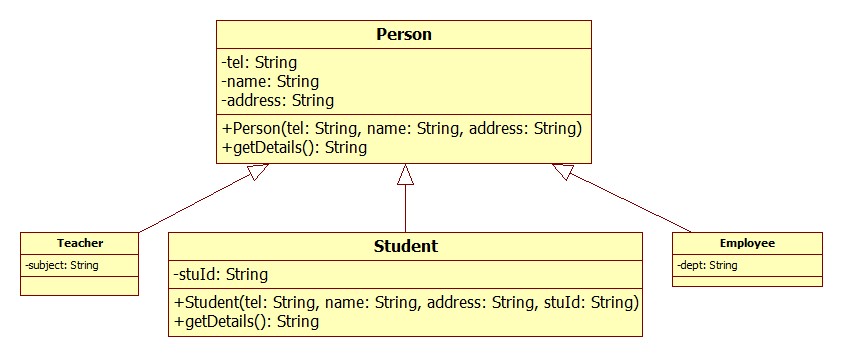 Person
-tel: String
-name: String
-address: String
+Person(tel: String, name: String, address: String)
+getDetails(): String
Teacher
-subject: String
Student
-stuId: String
+Student(tel: String, name: String, address: String, stuId: String)
+getDetails(): String
Employee
-dept: String